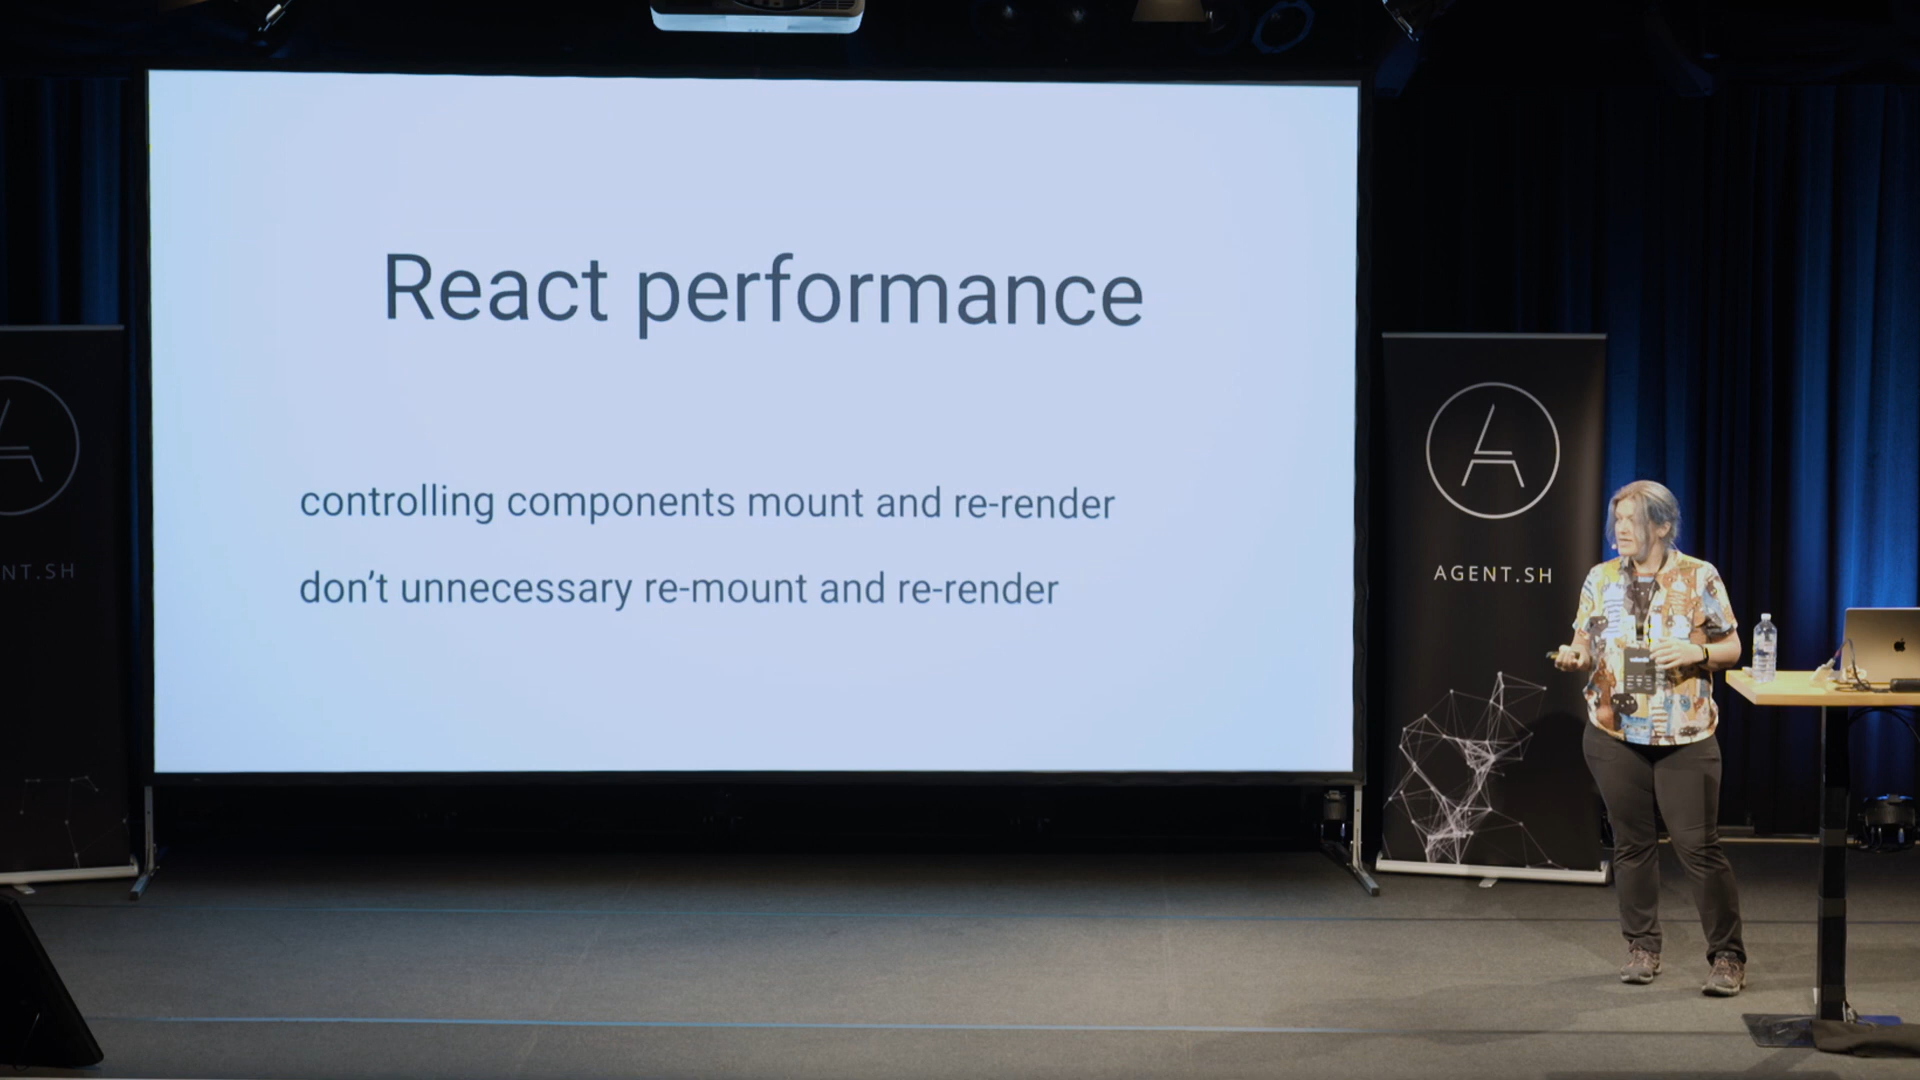 React performance
controlling components mount and re-render
don’t unnecessary re-mount and re-render
NT.SH
AGENT.SH